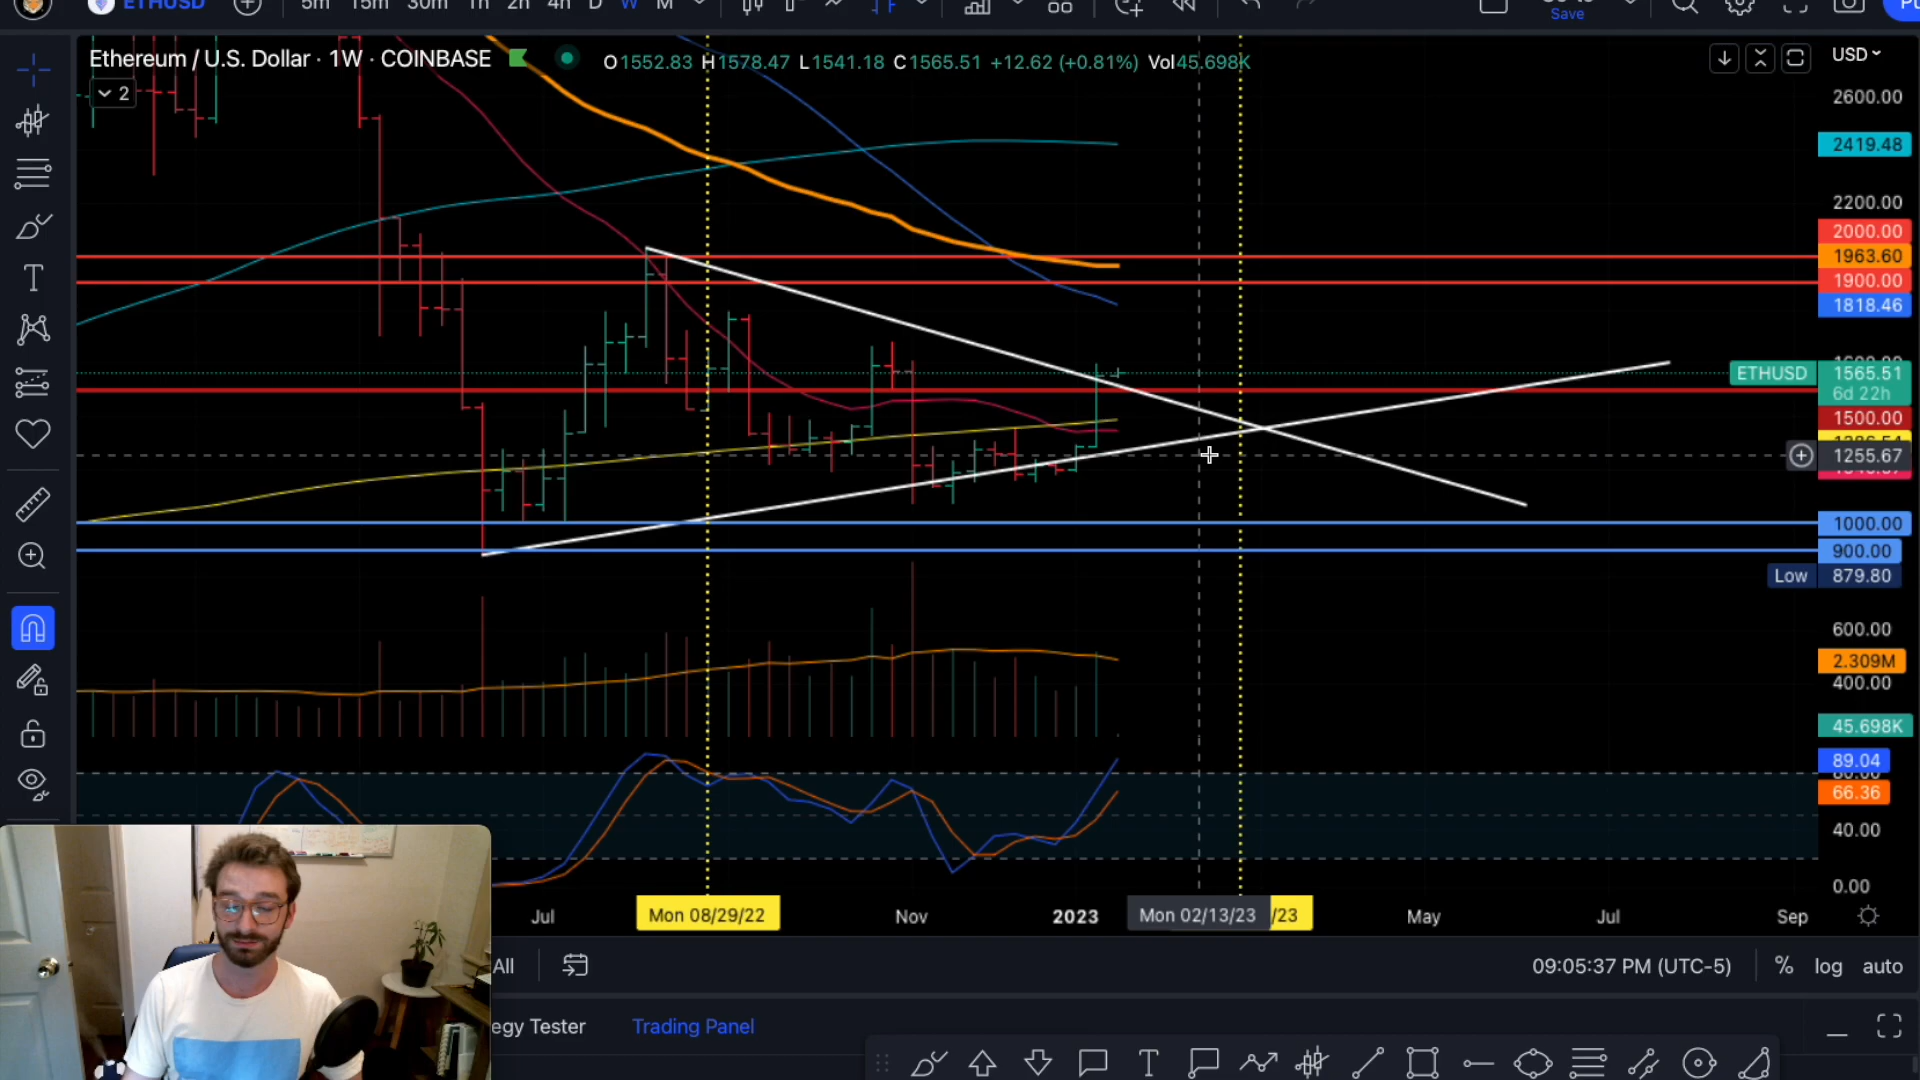 ETHUSD
5m 15m 30m 1h 2h 4h D W M
Save
Ethereum / U.S. Dollar · 1W · COINBASE
O1552.83 H1578.47 L1541.18 C1565.51 +12.62 (+0.81%) Vol45.698K
2
USD
2600.00
2419.48
2200.00
2000.00
1963.60
1900.00
1818.46
ETHUSD 1565.51
6d 22h
1500.00
1255.67
1000.00
900.00
Low 879.80
600.00
2.309M
400.00
45.698K
89.04
66.36
40.00
0.00
Jul Mon 08/29/22 Nov 2023 Mon 02/13/23 /23 May Jul Sep
All
09:05:37 PM (UTC-5) % log auto
egy Tester Trading Panel